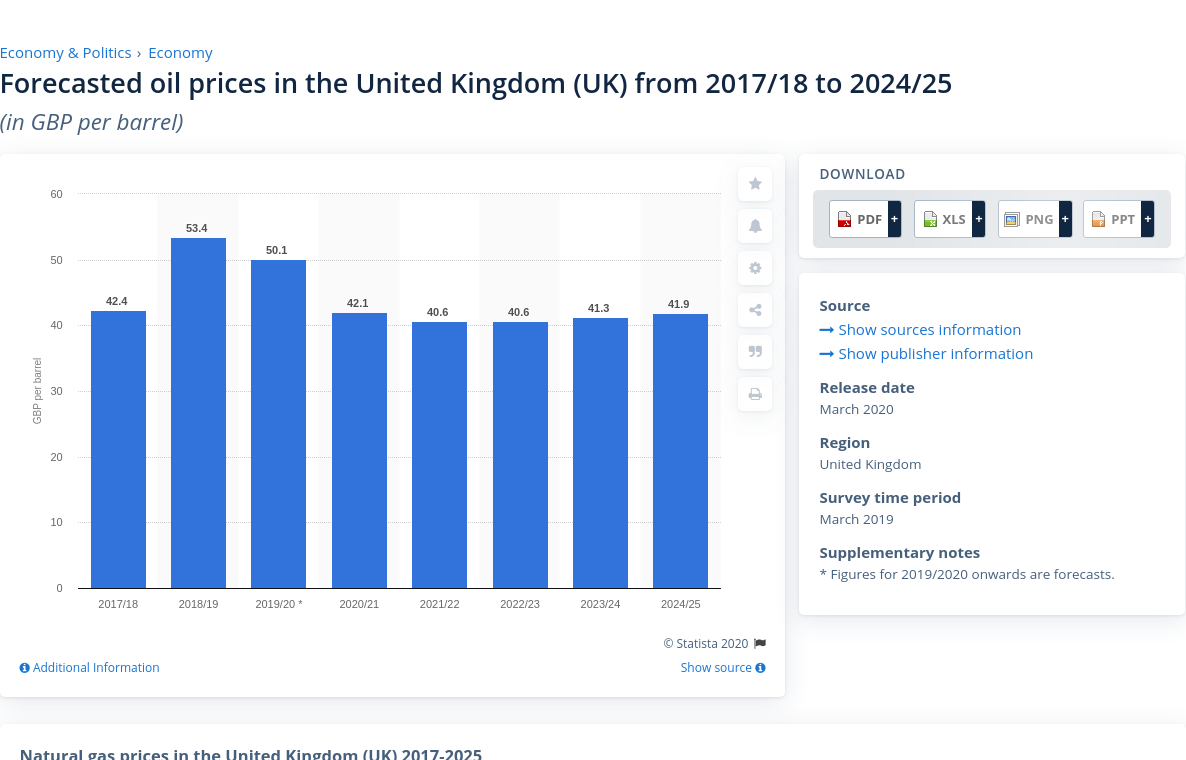 Economy & Politics › Economy
Forecasted oil prices in the United Kingdom (UK) from 2017/18 to 2024/25
(in GBP per barrel)
GBP per barrel
60
50
40
30
20
10
0
42.4
53.4
50.1
42.1
40.6
40.6
41.3
41.9
2017/18
2018/19
2019/20 *
2020/21
2021/22
2022/23
2023/24
2024/25
© Statista 2020
Additional Information
Show source
DOWNLOAD
PDF + XLS + PNG + PPT +
Source
Show sources information
Show publisher information
Release date
March 2020
Region
United Kingdom
Survey time period
March 2019
Supplementary notes
* Figures for 2019/2020 onwards are forecasts.
Natural gas prices in the United Kingdom (UK) 2017-2025